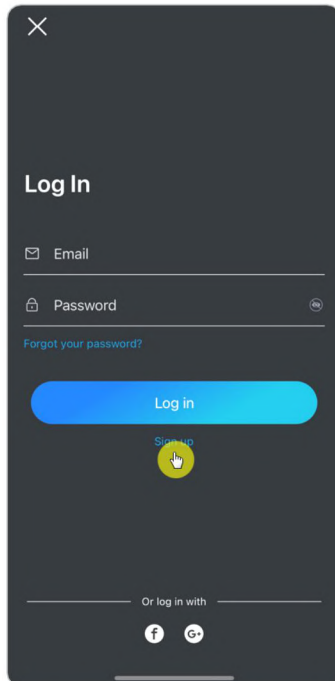 Log In
Email
Password
Forgot your password?
Log in
Sign up
Or log in with
f
G+